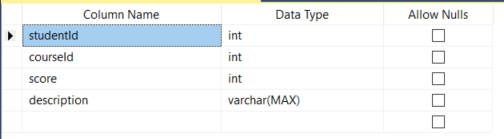 Column Name Data Type Allow Nulls
studentId int
courseId int
score int
description varchar(MAX)